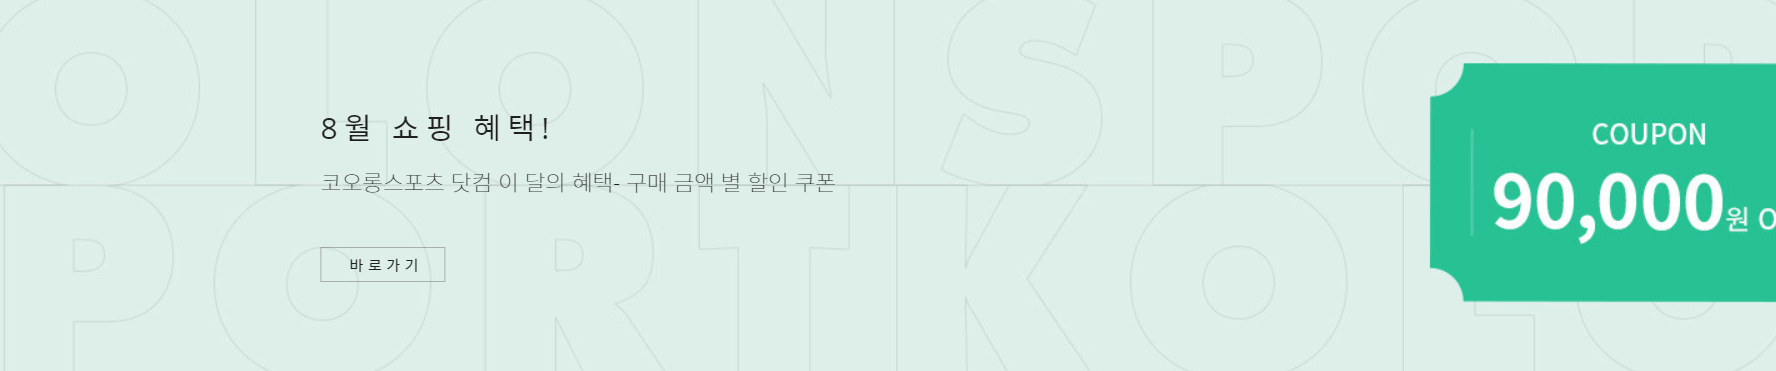 OLONSPOR
PORTKOLO
8월 쇼핑 혜택!
코오롱스포츠 닷컴 이 달의 혜택- 구매 금액 별 할인 쿠폰
바로가기
COUPON
90,000원